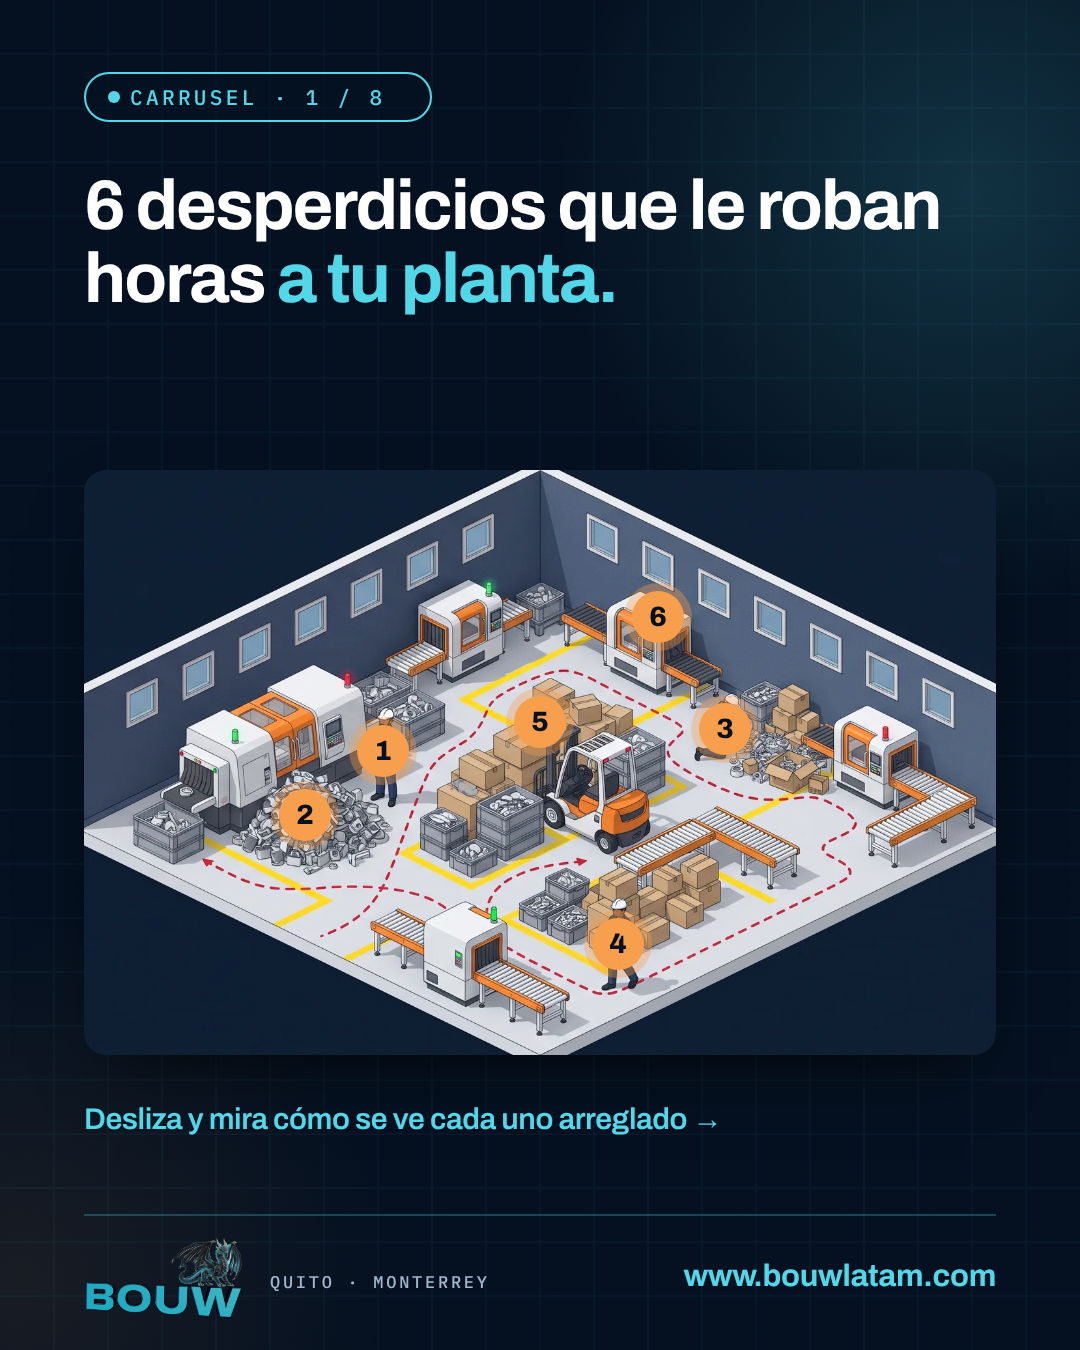 CARRUSEL · 1 / 8
6 desperdicios que le roban
horas a tu planta.
6
5
3
1
2
4
Desliza y mira cómo se ve cada uno arreglado →
BOUW
QUITO · MONTERREY
www.bouwlatam.com